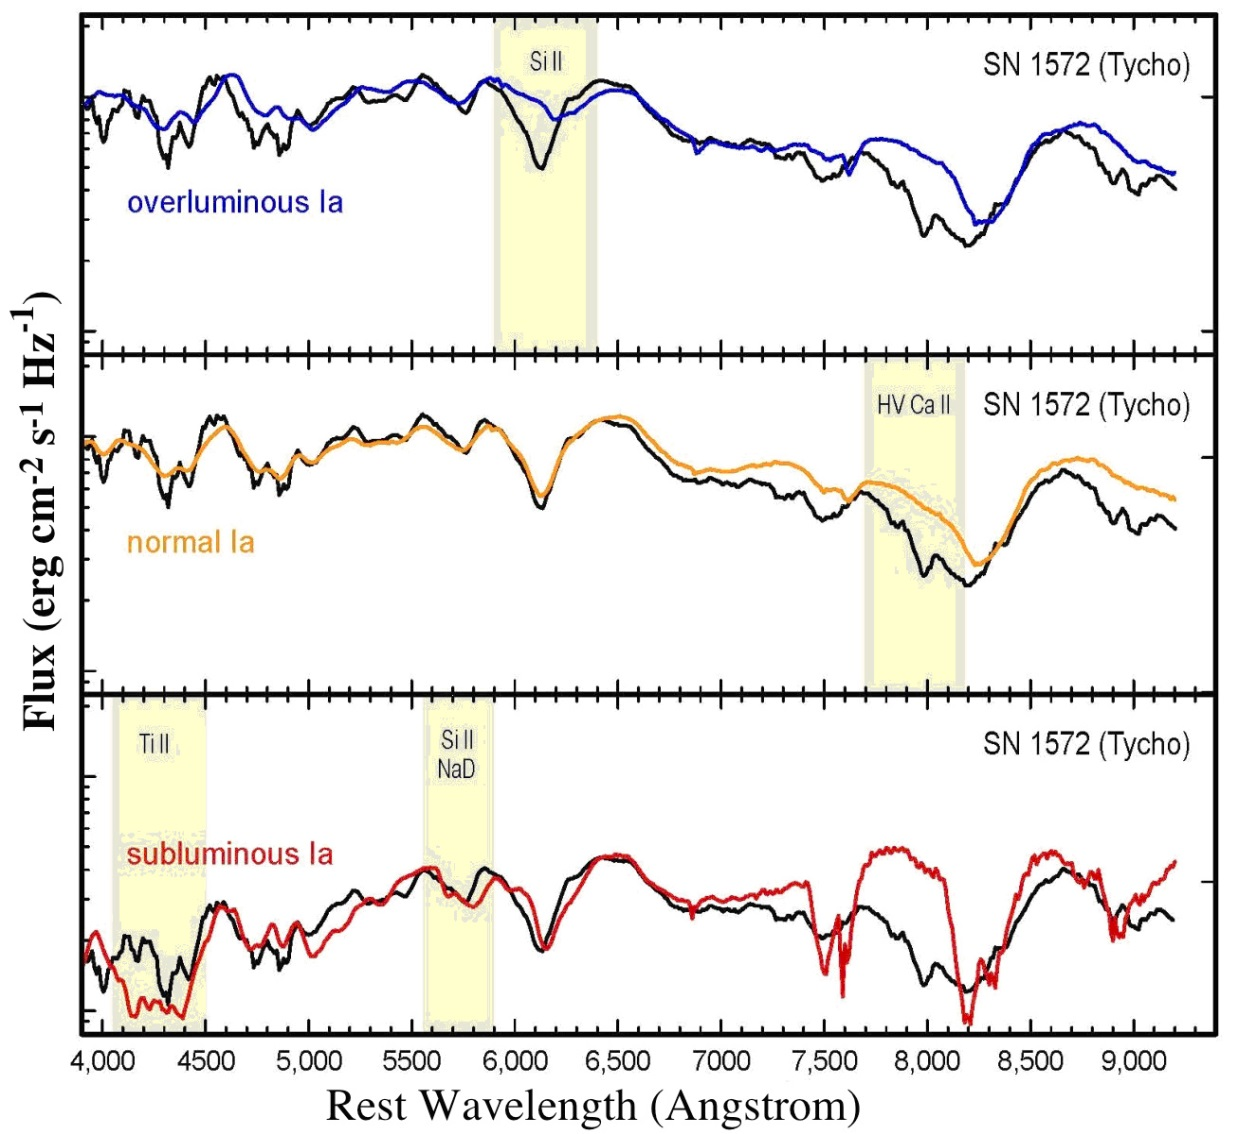 Si II
SN 1572 (Tycho)
overluminous Ia
HV Ca II
SN 1572 (Tycho)
normal Ia
Ti II
Si II
NaD
SN 1572 (Tycho)
subluminous Ia
Flux (erg cm-2 s-1 Hz-1)
4,000 4500 5,000 5500 6,000 6,500 7000 7,500 8,000 8,500 9,000
Rest Wavelength (Angstrom)